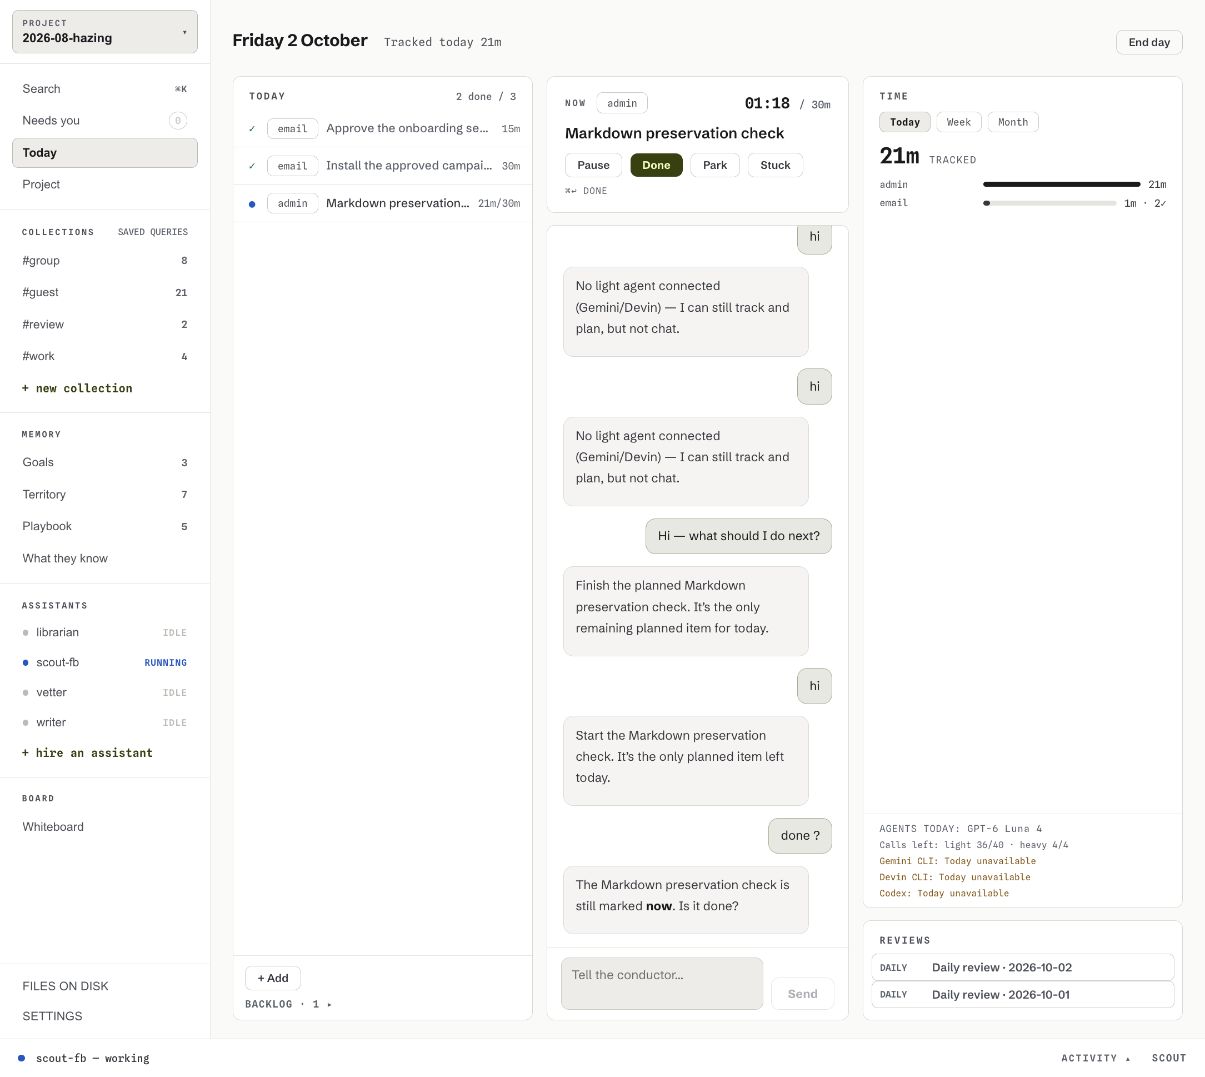 PROJECT
2026-08-hazing
Search ⌘K
Needs you 0
Today
Project
COLLECTIONS SAVED QUERIES
#group 8
#guest 21
#review 2
#work 4
+ new collection
MEMORY
Goals 3
Territory 7
Playbook 5
What they know
ASSISTANTS
librarian IDLE
scout-fb RUNNING
vetter IDLE
writer IDLE
+ hire an assistant
BOARD
Whiteboard
FILES ON DISK
SETTINGS
Friday 2 October Tracked today 21m
End day
TODAY 2 done / 3
✓ email Approve the onboarding se... 15m
✓ email Install the approved campai... 30m
admin Markdown preservation... 21m/30m
+ Add
BACKLOG · 1 ▸
NOW admin 01:18 / 30m
Markdown preservation check
Pause Done Park Stuck
⌘↩ DONE
hi
No light agent connected
(Gemini/Devin) — I can still track and
plan, but not chat.
hi
No light agent connected
(Gemini/Devin) — I can still track and
plan, but not chat.
Hi — what should I do next?
Finish the planned Markdown
preservation check. It's the only
remaining planned item for today.
hi
Start the Markdown preservation
check. It's the only planned item left
today.
done ?
The Markdown preservation check is
still marked now. Is it done?
Tell the conductor...
Send
TIME
Today Week Month
21m TRACKED
admin 21m
email 1m · 2✓
AGENTS TODAY: GPT-6 Luna 4
Calls left: light 36/40 · heavy 4/4
Gemini CLI: Today unavailable
Devin CLI: Today unavailable
Codex: Today unavailable
REVIEWS
DAILY Daily review · 2026-10-02
DAILY Daily review · 2026-10-01
scout-fb — working
ACTIVITY ▴ SCOUT